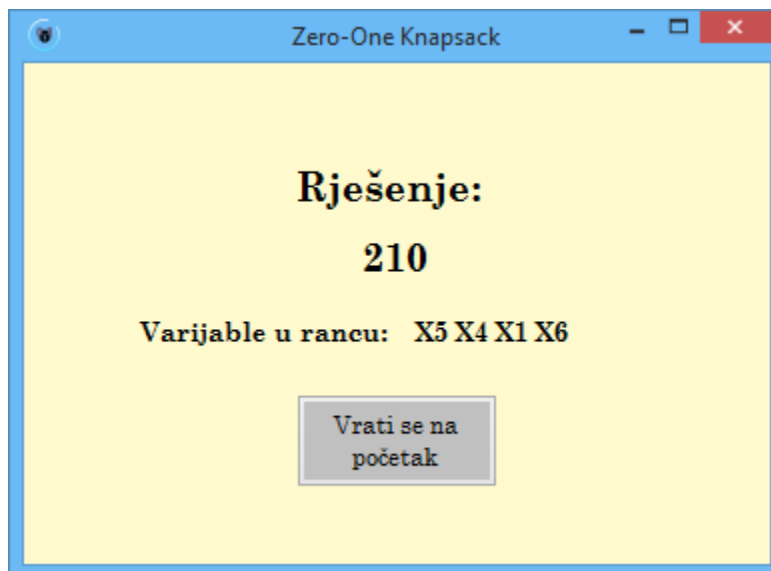 Zero-One Knapsack
Rješenje:
210
Varijable u rancu: X5 X4 X1 X6
Vrati se na
početak